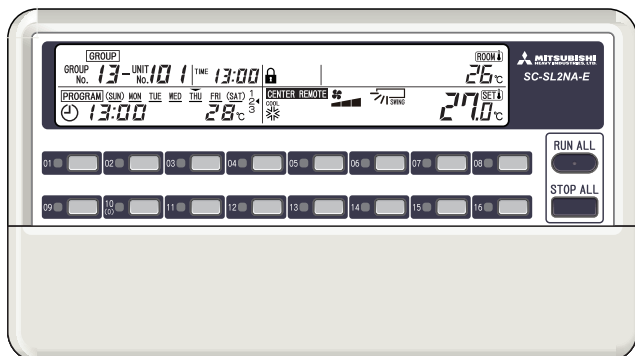 GROUP
ROOM
GROUP No. 13-UNIT No. 101 TIME 13:00
26℃
MITSUBISHI
HEAVY INDUSTRIES, LTD.
SC-SL2NA-E
PROGRAM (SUN) MON TUE WED THU FRI (SAT) 1 2 3
13:00 28℃
CENTER REMOTE
COOL
SWING
SET
27.0℃
RUN ALL
01 02 03 04 05 06 07 08
STOP ALL
09 10 (0) 11 12 13 14 15 16